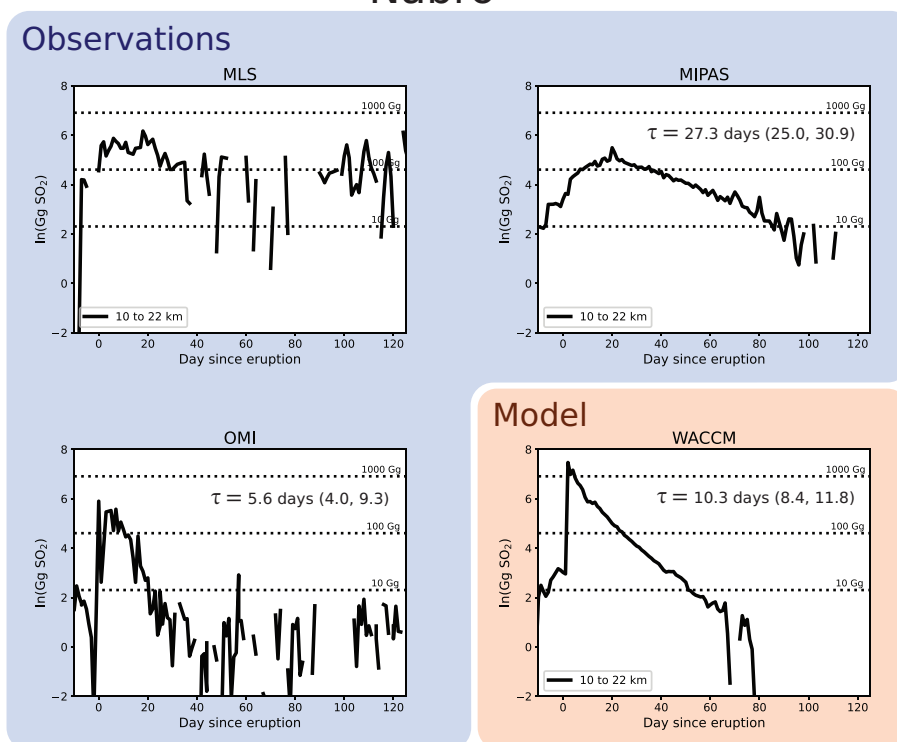 Nabro
Observations
MLS
8
6
4
2
0
−2
ln(Gg SO₂)
1000 Gg
100 Gg
10 Gg
10 to 22 km
0 20 40 60 80 100 120
Day since eruption
MIPAS
8
6
4
2
0
−2
ln(Gg SO₂)
1000 Gg
τ = 27.3 days (25.0, 30.9)
100 Gg
10 Gg
10 to 22 km
0 20 40 60 80 100 120
Day since eruption
OMI
8
6
4
2
0
−2
ln(Gg SO₂)
1000 Gg
τ = 5.6 days (4.0, 9.3)
100 Gg
10 Gg
0 20 40 60 80 100 120
Day since eruption
Model
WACCM
8
6
4
2
0
−2
ln(Gg SO₂)
1000 Gg
τ = 10.3 days (8.4, 11.8)
100 Gg
10 Gg
10 to 22 km
0 20 40 60 80 100 120
Day since eruption